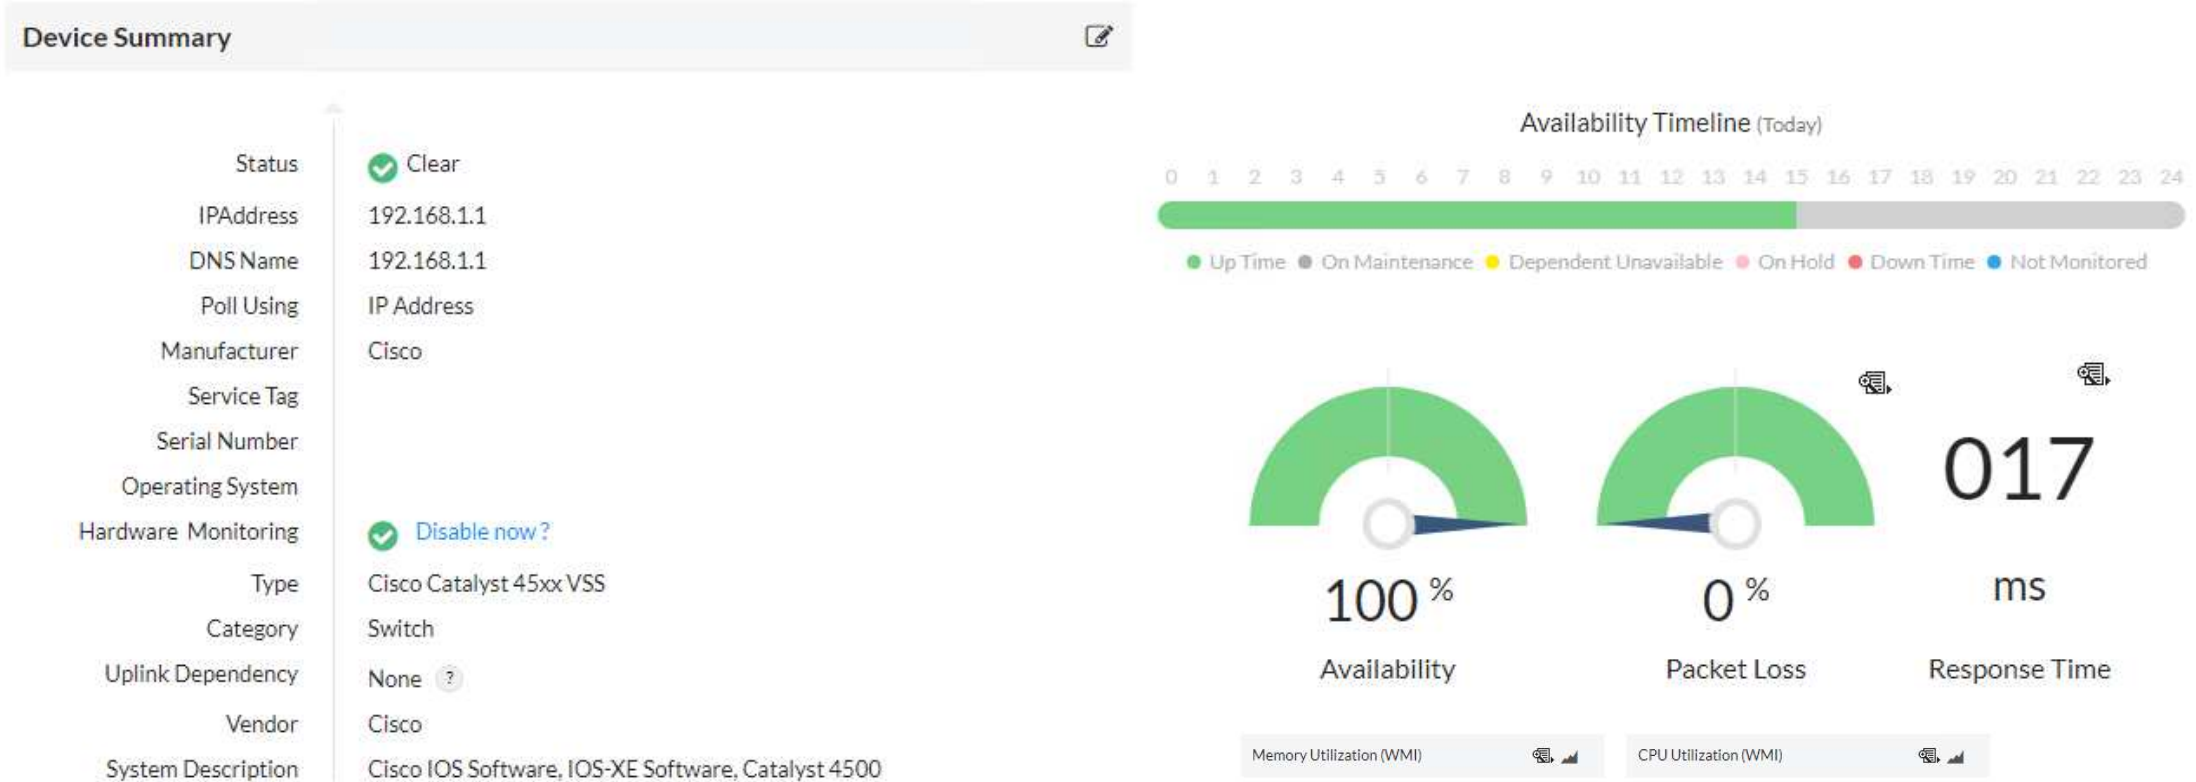 Device Summary
Status Clear
IPAddress 192.168.1.1
DNS Name 192.168.1.1
Poll Using IP Address
Manufacturer Cisco
Service Tag
Serial Number
Operating System
Hardware Monitoring Disable now ?
Type Cisco Catalyst 45xx VSS
Category Switch
Uplink Dependency None ?
Vendor Cisco
System Description Cisco IOS Software, IOS-XE Software, Catalyst 4500
Availability Timeline (Today)
0 1 2 3 4 5 6 7 8 9 10 11 12 13 14 15 16 17 18 19 20 21 22 23 24
Up Time On Maintenance Dependent Unavailable On Hold Down Time Not Monitored
100 %
Availability
0 %
Packet Loss
017
ms
Response Time
Memory Utilization (WMI)
CPU Utilization (WMI)